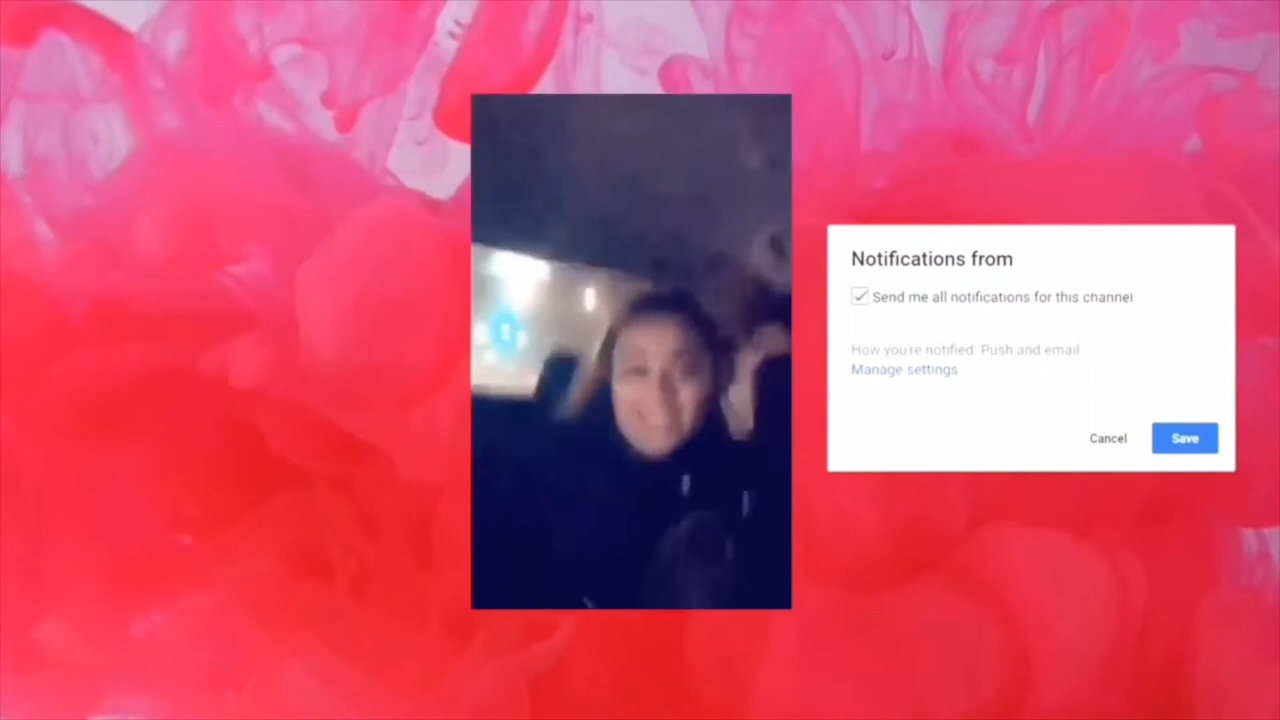 Notifications from
Send me all notifications for this channel
How you're notified: Push and email
Manage settings
Cancel
Save